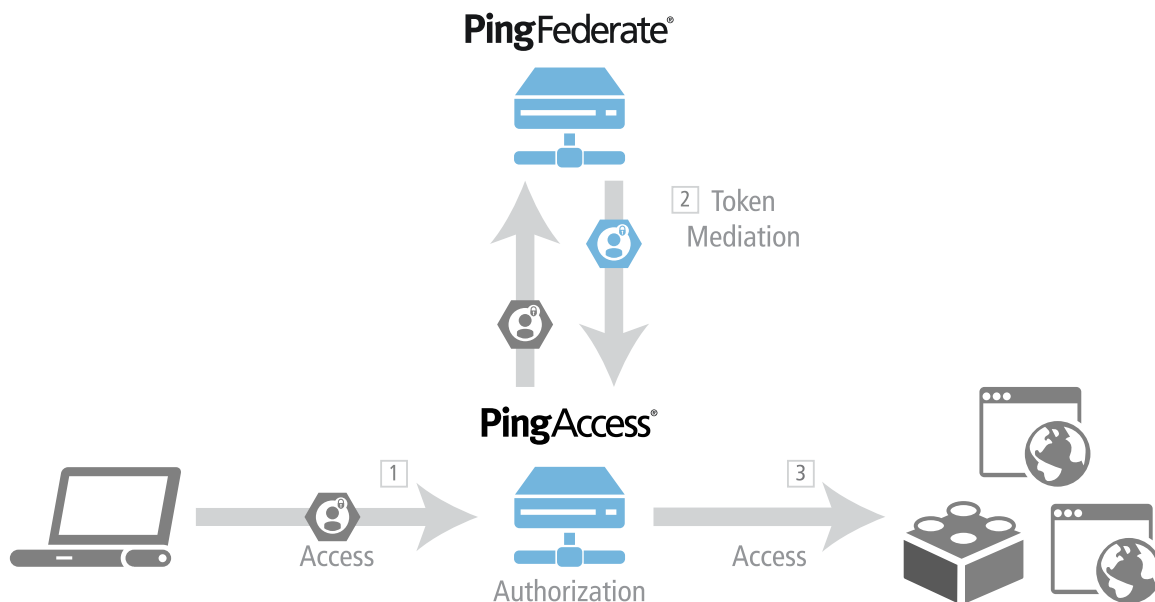 PingFederate®
2 Token
Mediation
PingAccess®
1
3
Access
Access
Authorization